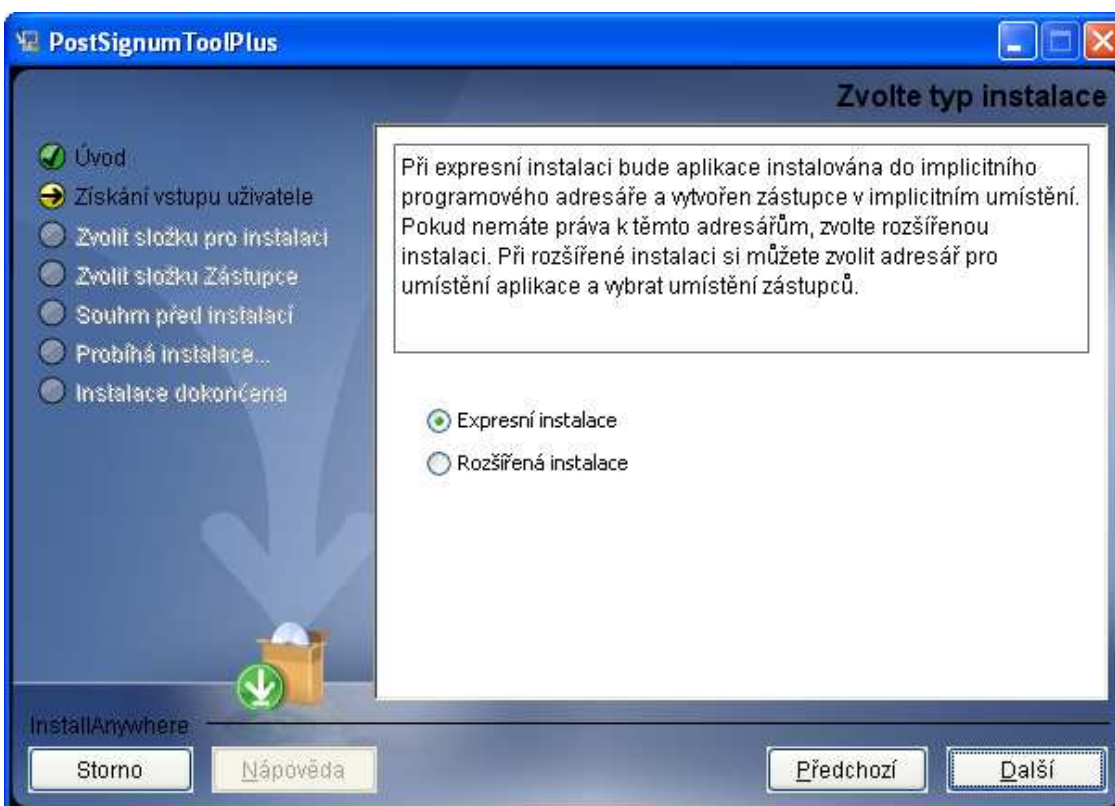 PostSignumToolPlus
Zvolte typ instalace
Úvod
Získání vstupu uživatele
Zvolit složku pro instalaci
Zvolit složku Zástupce
Souhrn před instalací
Probíhá instalace...
Instalace dokončena
Při expresní instalaci bude aplikace instalována do implicitního
programového adresáře a vytvořen zástupce v implicitním umístění.
Pokud nemáte práva k těmto adresářům, zvolte rozšířenou
instalaci. Při rozšířené instalaci si můžete zvolit adresář pro
umístění aplikace a vybrat umístění zástupců.
Expresní instalace
Rozšířená instalace
InstallAnywhere
Storno
Nápověda
Předchozí
Další